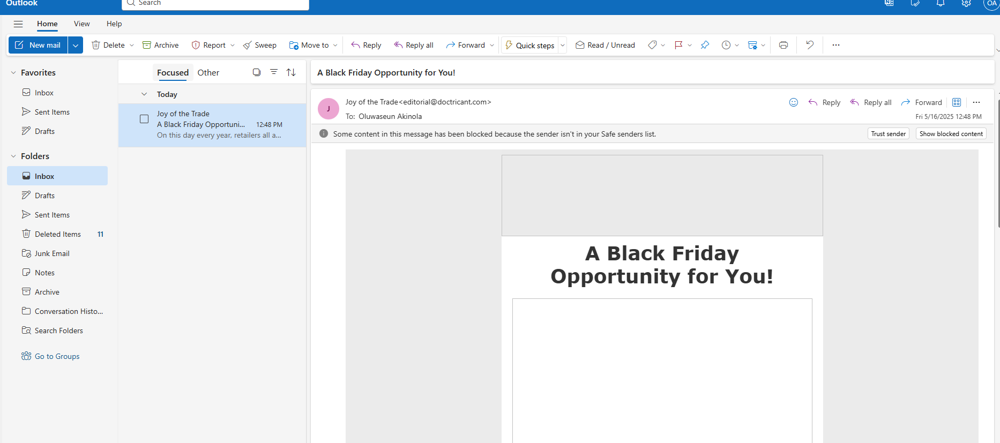 Outlook
Search
OA
Home View Help
New mail Delete Archive Report Sweep Move to Reply Reply all Forward Quick steps Read / Unread ...
Favorites
Inbox
Sent Items
Drafts
Folders
Inbox
Drafts
Sent Items
Deleted Items 11
Junk Email
Notes
Archive
Conversation Histo...
Search Folders
Go to Groups
Focused Other
Today
Joy of the Trade
A Black Friday Opportuni... 12:48 PM
On this day every year, retailers all a...
A Black Friday Opportunity for You!
J
Joy of the Trade<editorial@doctricant.com>
To: Oluwaseun Akinola
Reply Reply all Forward ...
Fri 5/16/2025 12:48 PM
Some content in this message has been blocked because the sender isn't in your Safe senders list.
Trust sender Show blocked content
A Black Friday
Opportunity for You!